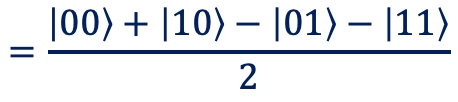 = |00⟩ + |10⟩ − |01⟩ − |11⟩
2